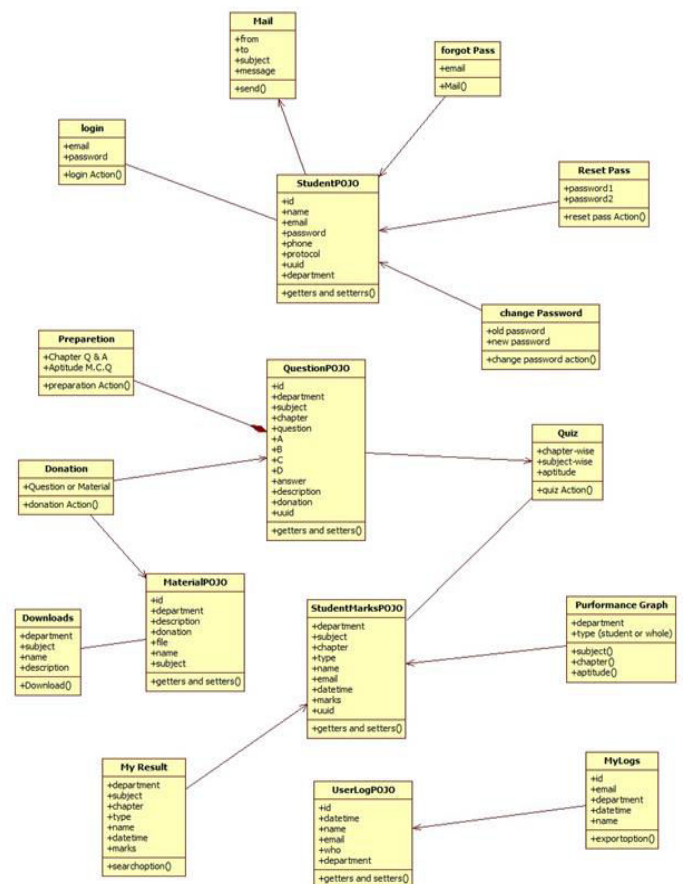 Mail
+from
+to
+subject
+message
+send()
forgot Pass
+email
+Mail()
login
+email
+password
+login Action()
StudentPOJO
+id
+name
+email
+password
+phone
+protocol
+uuid
+department
+getters and setterrs()
Reset Pass
+password1
+password2
+reset pass Action()
change Password
+old password
+new password
+change password action()
Preparetion
+Chapter Q & A
+Aptitude M.C.Q
+preparation Action()
QuestionPOJO
+id
+department
+subject
+chapter
+question
+A
+B
+C
+D
+answer
+description
+donation
+uuid
+getters and setters()
Quiz
+chapter-wise
+subject-wise
+aptitude
+quiz Action()
Donation
+Question or Material
+donation Action()
MaterialPOJO
+id
+department
+description
+donation
+file
+name
+subject
+getters and setters()
Downloads
+department
+subject
+name
+description
+Download()
StudentMarksPOJO
+department
+subject
+chapter
+type
+name
+email
+datetime
+marks
+uuid
+getters and setters()
Purformance Graph
+department
+type (student or whole)
+subject()
+chapter()
+aptitude()
My Result
+department
+subject
+chapter
+type
+name
+datetime
+marks
+searchoption()
UserLogPOJO
+id
+datetime
+name
+email
+who
+department
+getters and setters()
MyLogs
+id
+email
+department
+datetime
+name
+exportoption()